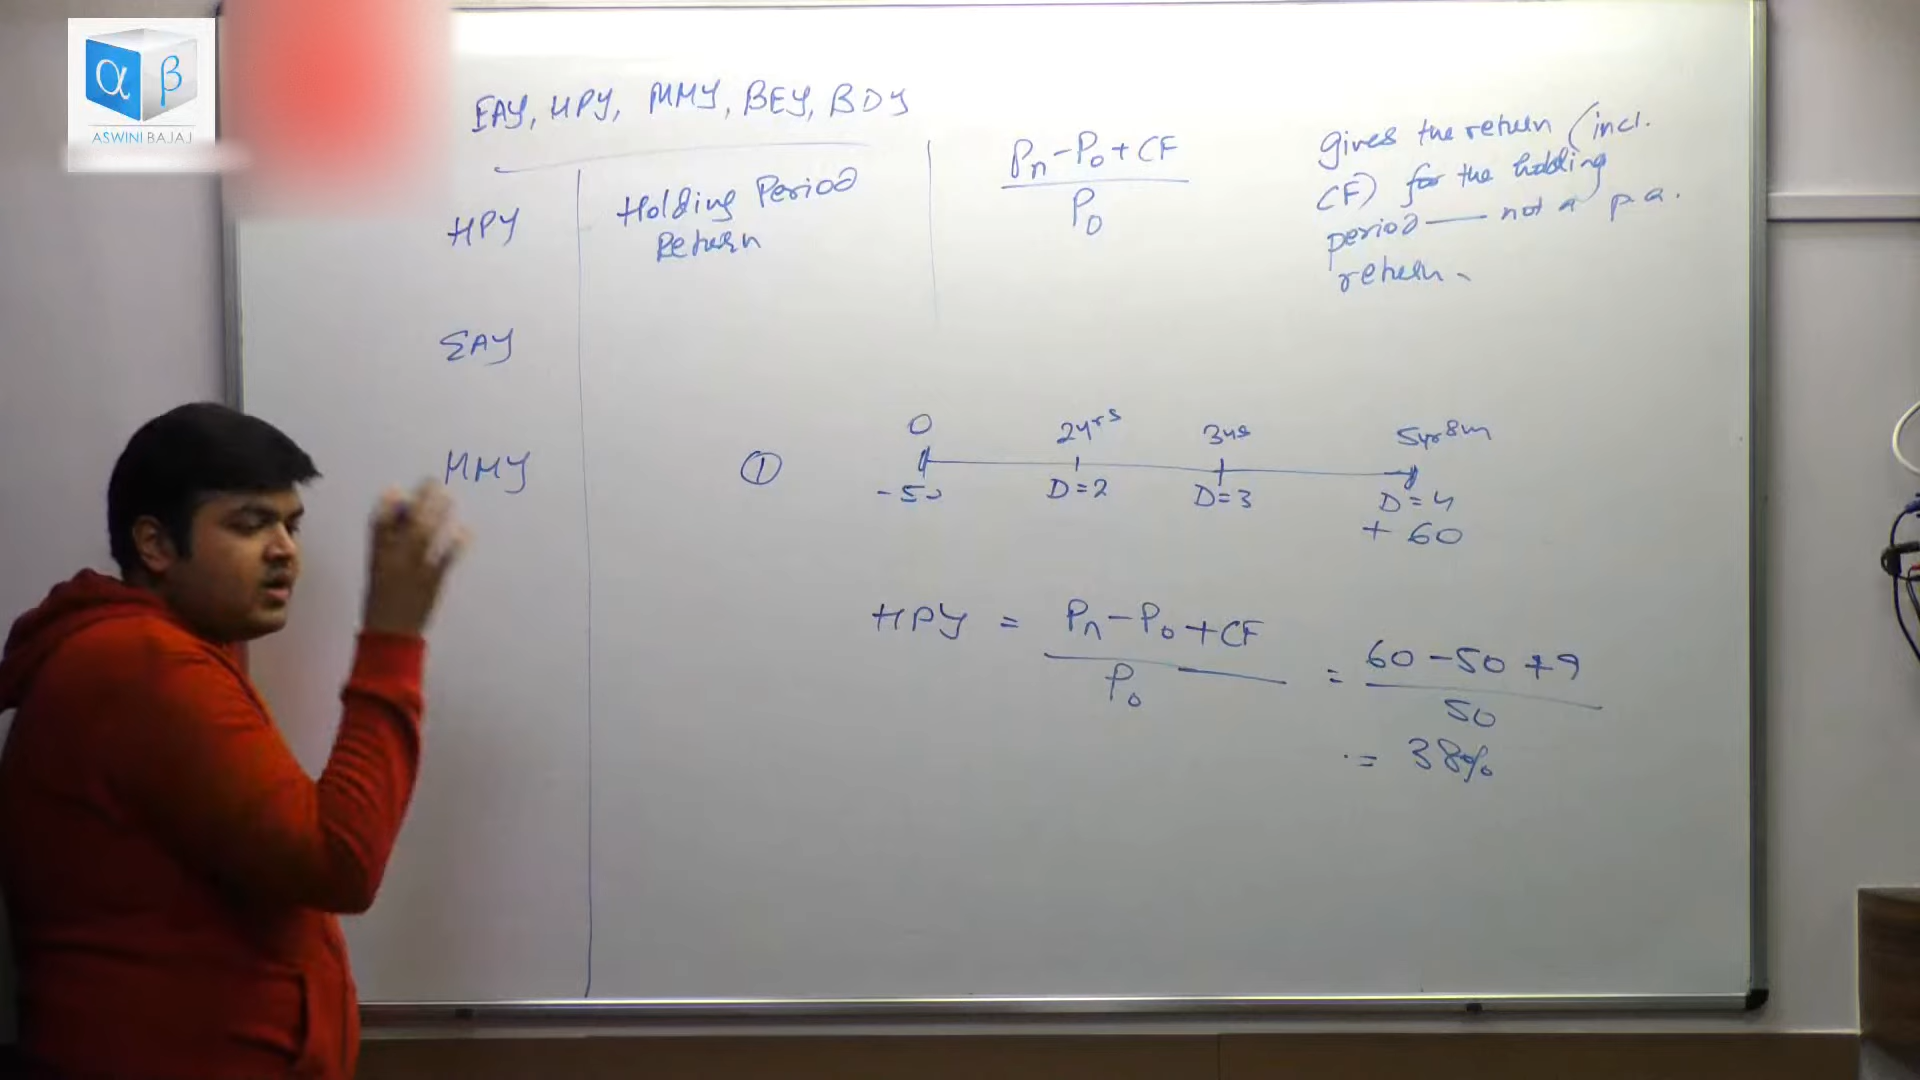 α β
ASWINI BAJAJ
EAY, HPY, MMY, BEY, BDY
HPY
Holding Period
Return
Pn - P0 + CF
P0
Gives the return (incl.
CF) for the holding
period — not a p.a.
return.
EAY
MMY
①
0 2yrs 3yrs 5yr8m
-50 D=2 D=3 D=4
+ 60
HPY = Pn - P0 + CF
P0
= 60 - 50 + 9
50
= 38%